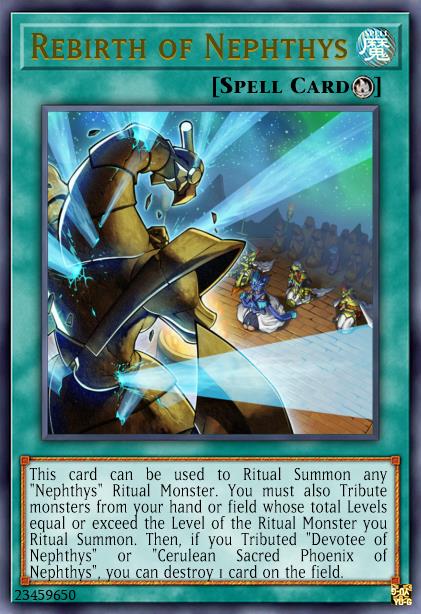 REBIRTH OF NEPHTHYS
SPELL
魔
[SPELL CARD]
This card can be used to Ritual Summon any
"Nephthys" Ritual Monster. You must also Tribute
monsters from your hand or field whose total Levels
equal or exceed the Level of the Ritual Monster you
Ritual Summon. Then, if you Tributed "Devotee of
Nephthys" or "Cerulean Sacred Phoenix of
Nephthys", you can destroy 1 card on the field.
23459650